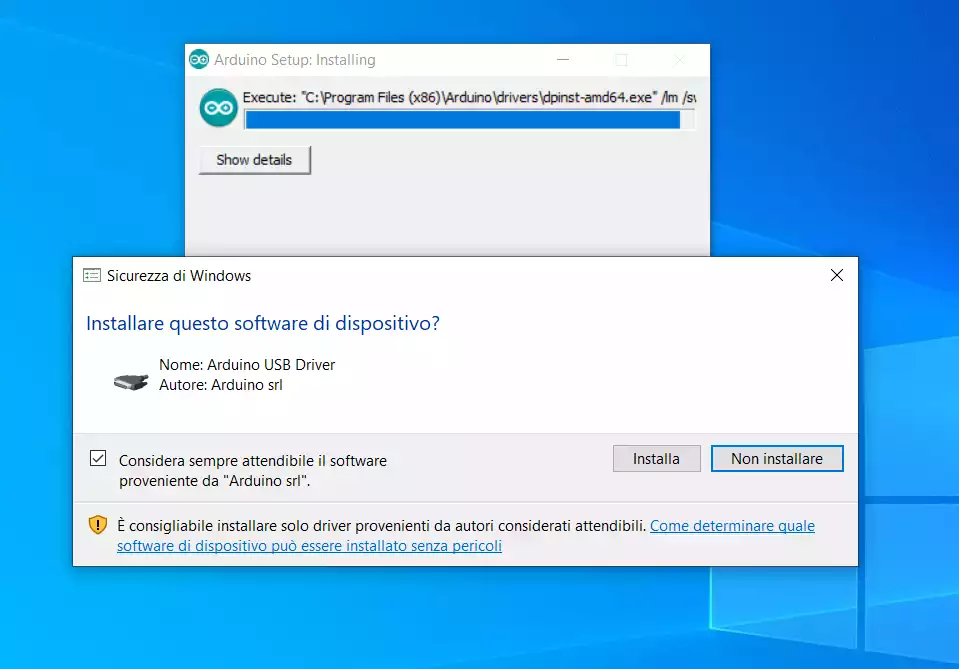 Arduino Setup: Installing
Execute: "C:\Program Files (x86)\Arduino\drivers\dpinst-amd64.exe" /lm
Show details
Sicurezza di Windows
Installare questo software di dispositivo?
Nome: Arduino USB Driver
Autore: Arduino srl
Considera sempre attendibile il software
proveniente da "Arduino srl".
Installa
Non installare
È consigliabile installare solo driver provenienti da autori considerati attendibili. Come determinare quale
software di dispositivo può essere installato senza pericoli